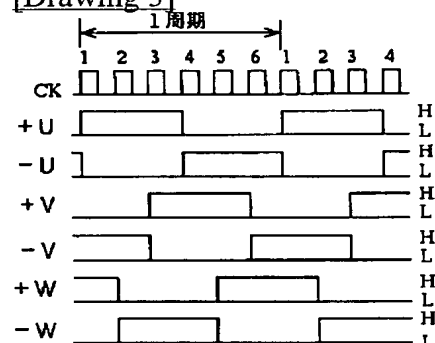 [Drawing 3]
1周期
1 2 3 4 5 6 1 2 3 4
CK
+U H
L
-U H
L
+V H
L
-V H
L
+W H
L
-W H
L